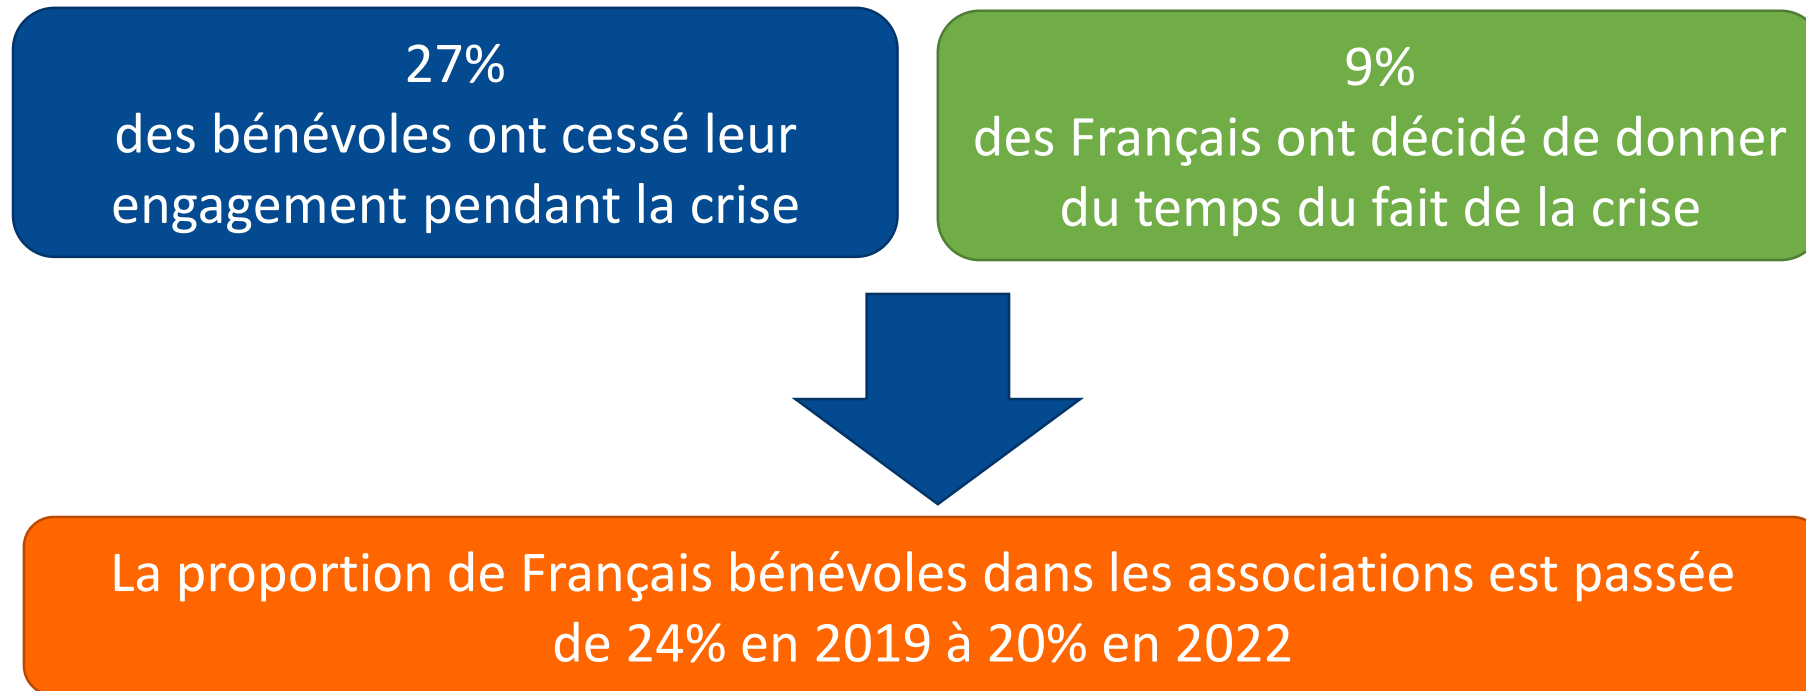 27%
des bénévoles ont cessé leur
engagement pendant la crise
9%
des Français ont décidé de donner
du temps du fait de la crise
La proportion de Français bénévoles dans les associations est passée
de 24% en 2019 à 20% en 2022